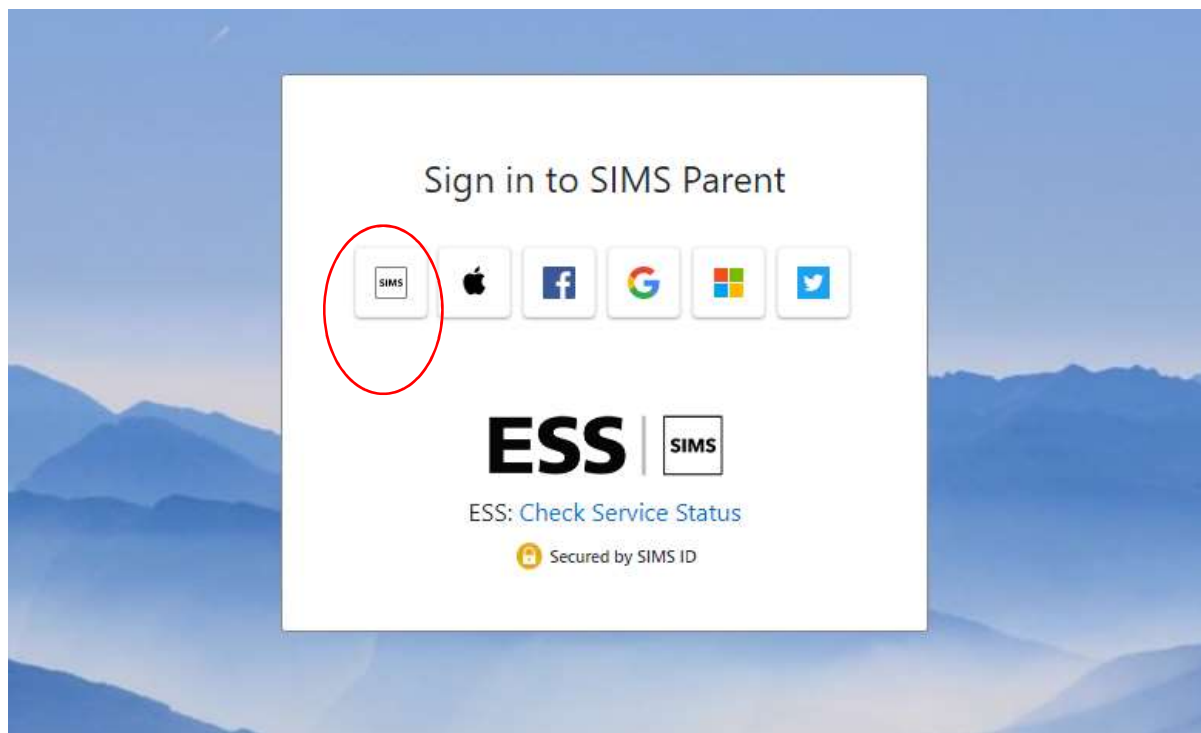 Sign in to SIMS Parent
SIMS
ESS SIMS
ESS: Check Service Status
Secured by SIMS ID